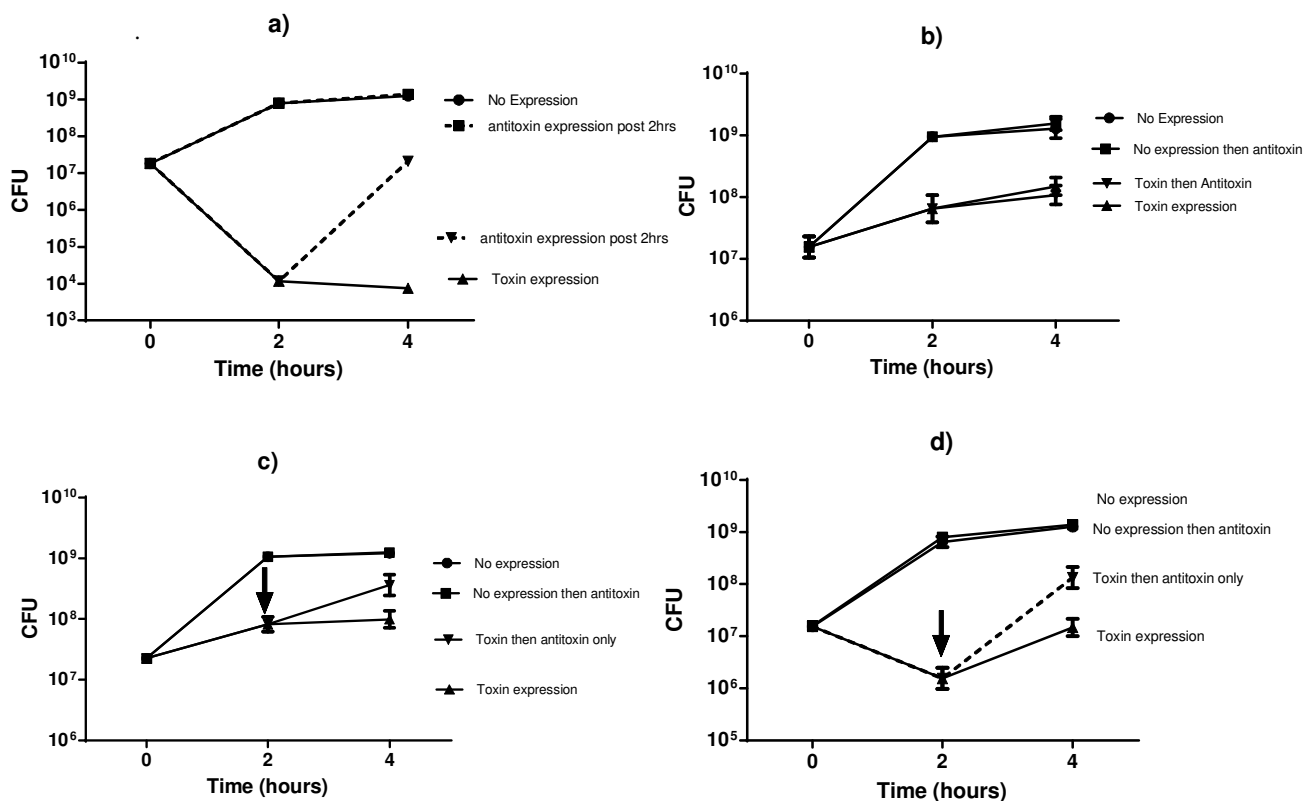 a)
10^10
10^9
10^8
10^7
10^6
10^5
10^4
10^3
CFU
0 2 4
Time (hours)
No Expression
antitoxin expression post 2hrs
antitoxin expression post 2hrs
Toxin expression
b)
10^10
10^9
10^8
10^7
10^6
CFU
0 2 4
Time (hours)
No Expression
No expression then antitoxin
Toxin then Antitoxin
Toxin expression
c)
10^10
10^9
10^8
10^7
10^6
CFU
0 2 4
Time (hours)
No expression
No expression then antitoxin
Toxin then antitoxin only
Toxin expression
d)
10^10
10^9
10^8
10^7
10^6
10^5
CFU
0 2 4
Time (hours)
No expression
No expression then antitoxin
Toxin then antitoxin only
Toxin expression